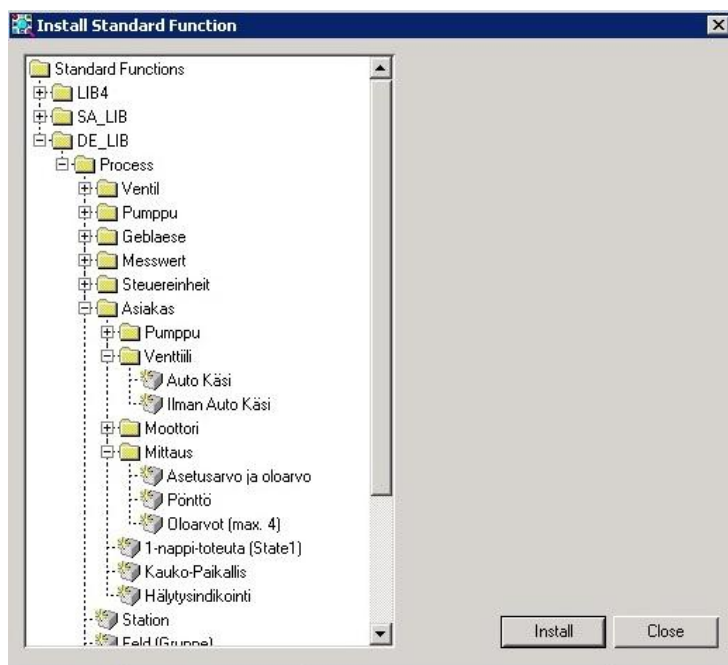 Install Standard Function
Standard Functions
LIB4
SA_LIB
DE_LIB
Process
Ventil
Pumppu
Geblaese
Messwert
Steuereinheit
Asiakas
Pumppu
Venttiili
Auto Käsi
Ilman Auto Käsi
Moottori
Mittaus
Asetusarvo ja oloarvo
Pönttö
Oloarvot (max. 4)
1-nappi-toteuta (State1)
Kauko-Paikallis
Hälytysindikointi
Station
Feld (Gruppe)
Install
Close